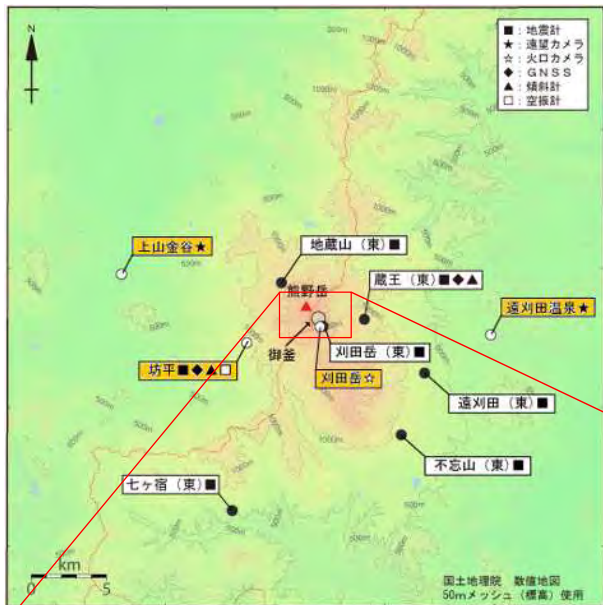 N
■：地震計
★：遠望カメラ
☆：火口カメラ
◆：ＧＮＳＳ
▲：傾斜計
□：空振計
上山金谷★
地蔵山（東）■
熊野岳
蔵王（東）■◆▲
遠刈田温泉★
御釜
刈田岳（東）■
坊平■◆▲□
刈田岳☆
遠刈田（東）■
不忘山（東）■
七ヶ宿（東）■
km
0 5
国土地理院 数値地図
50mメッシュ（標高）使用